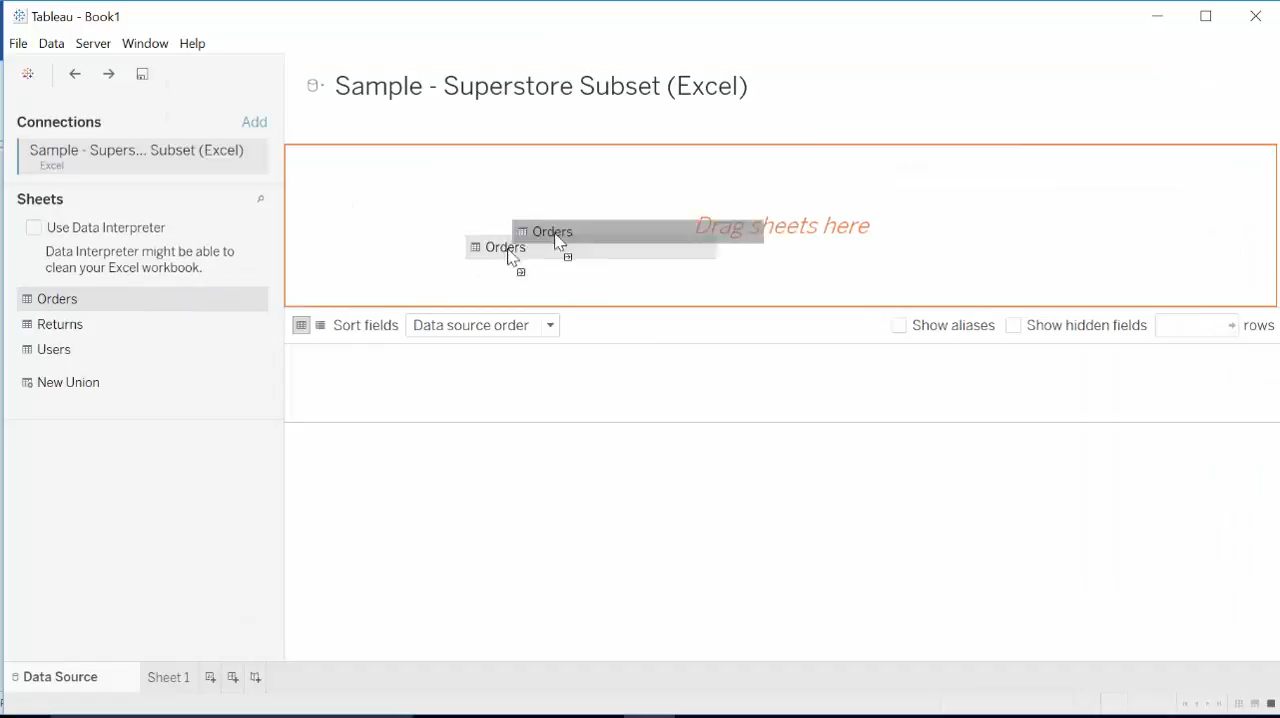 Tableau - Book1
File Data Server Window Help
Sample - Superstore Subset (Excel)
Connections Add
Sample - Supers... Subset (Excel)
Excel
Sheets
Use Data Interpreter
Data Interpreter might be able to
clean your Excel workbook.
Orders
Returns
Users
New Union
Drag sheets here
Orders
Orders
Sort fields Data source order Show aliases Show hidden fields rows
Data Source Sheet 1